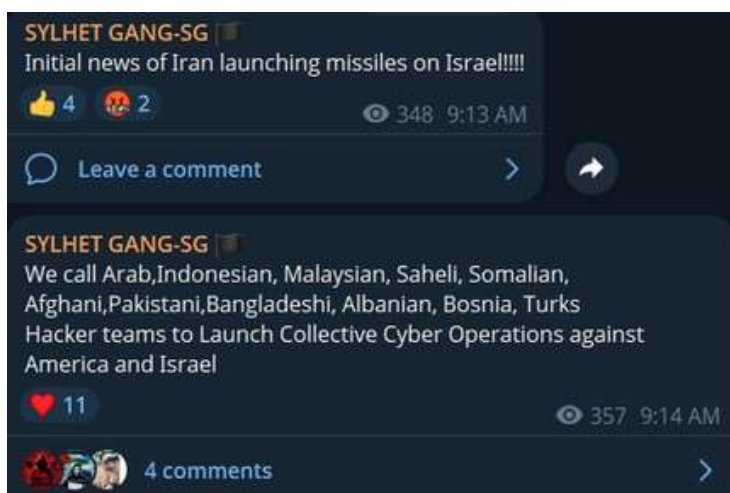 SYLHET GANG-SG 🏴
Initial news of Iran launching missiles on Israel!!!!
👍 4 🤬 2 348 9:13 AM
Leave a comment
SYLHET GANG-SG 🏴
We call Arab,Indonesian, Malaysian, Saheli, Somalian,
Afghani,Pakistani,Bangladeshi, Albanian, Bosnia, Turks
Hacker teams to Launch Collective Cyber Operations against
America and Israel
❤️ 11 357 9:14 AM
4 comments